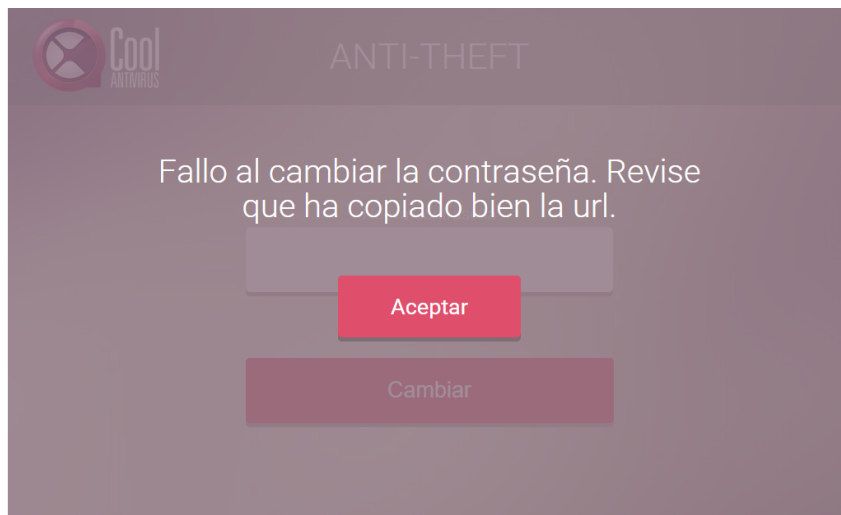 Cool
ANTIVIRUS
ANTI-THEFT
Fallo al cambiar la contraseña. Revise
que ha copiado bien la url.
Aceptar
Cambiar